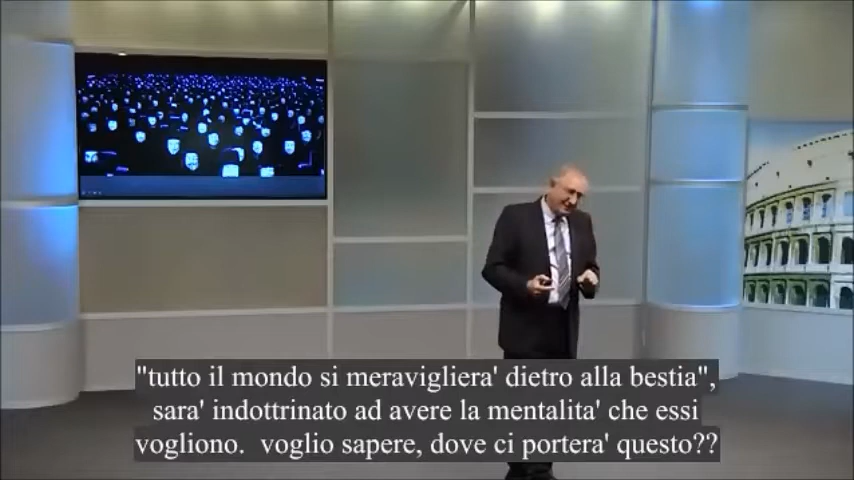 "tutto il mondo si meravigliera' dietro alla bestia",
sara' indottrinato ad avere la mentalita' che essi
vogliono.  voglio sapere, dove ci portera' questo??